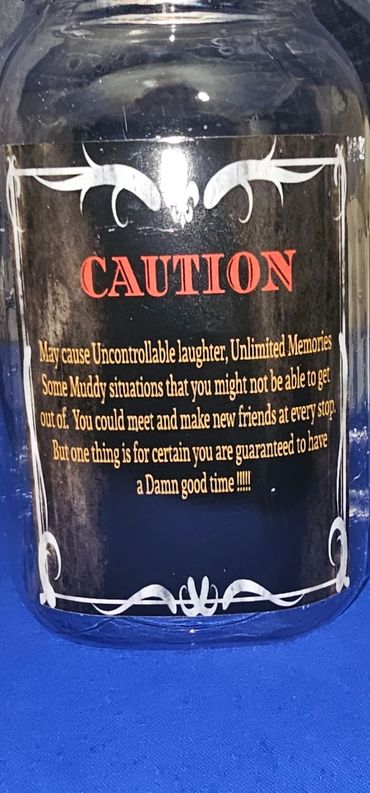 CAUTION
May cause Uncontrollable laughter, Unlimited Memories
Some Muddy situations that you might not be able to get
out of. You could meet and make new friends at every stop.
But one thing is for certain you are guaranteed to have
a Damn good time !!!!!